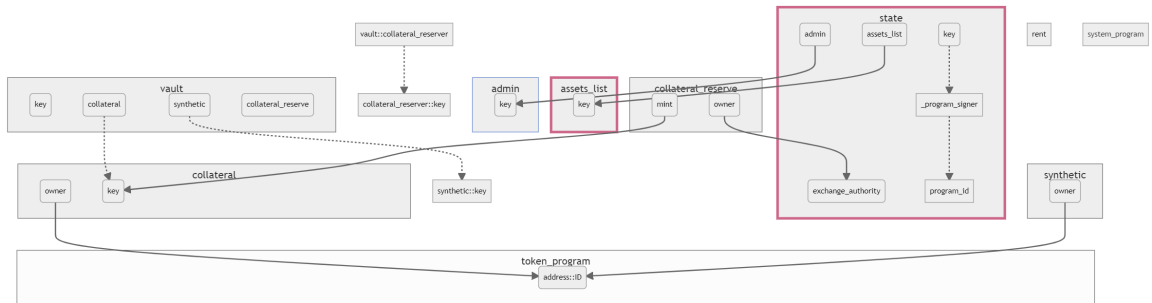 state
vault::collateral_reserver
admin
assets_list
key
rent
system_program
vault
key
collateral
synthetic
collateral_reserve
collateral_reserver::key
admin
key
assets_list
key
collateral_reserve
mint
owner
_program_signer
collateral
owner
key
synthetic::key
exchange_authority
program_id
synthetic
owner
token_program
address::ID